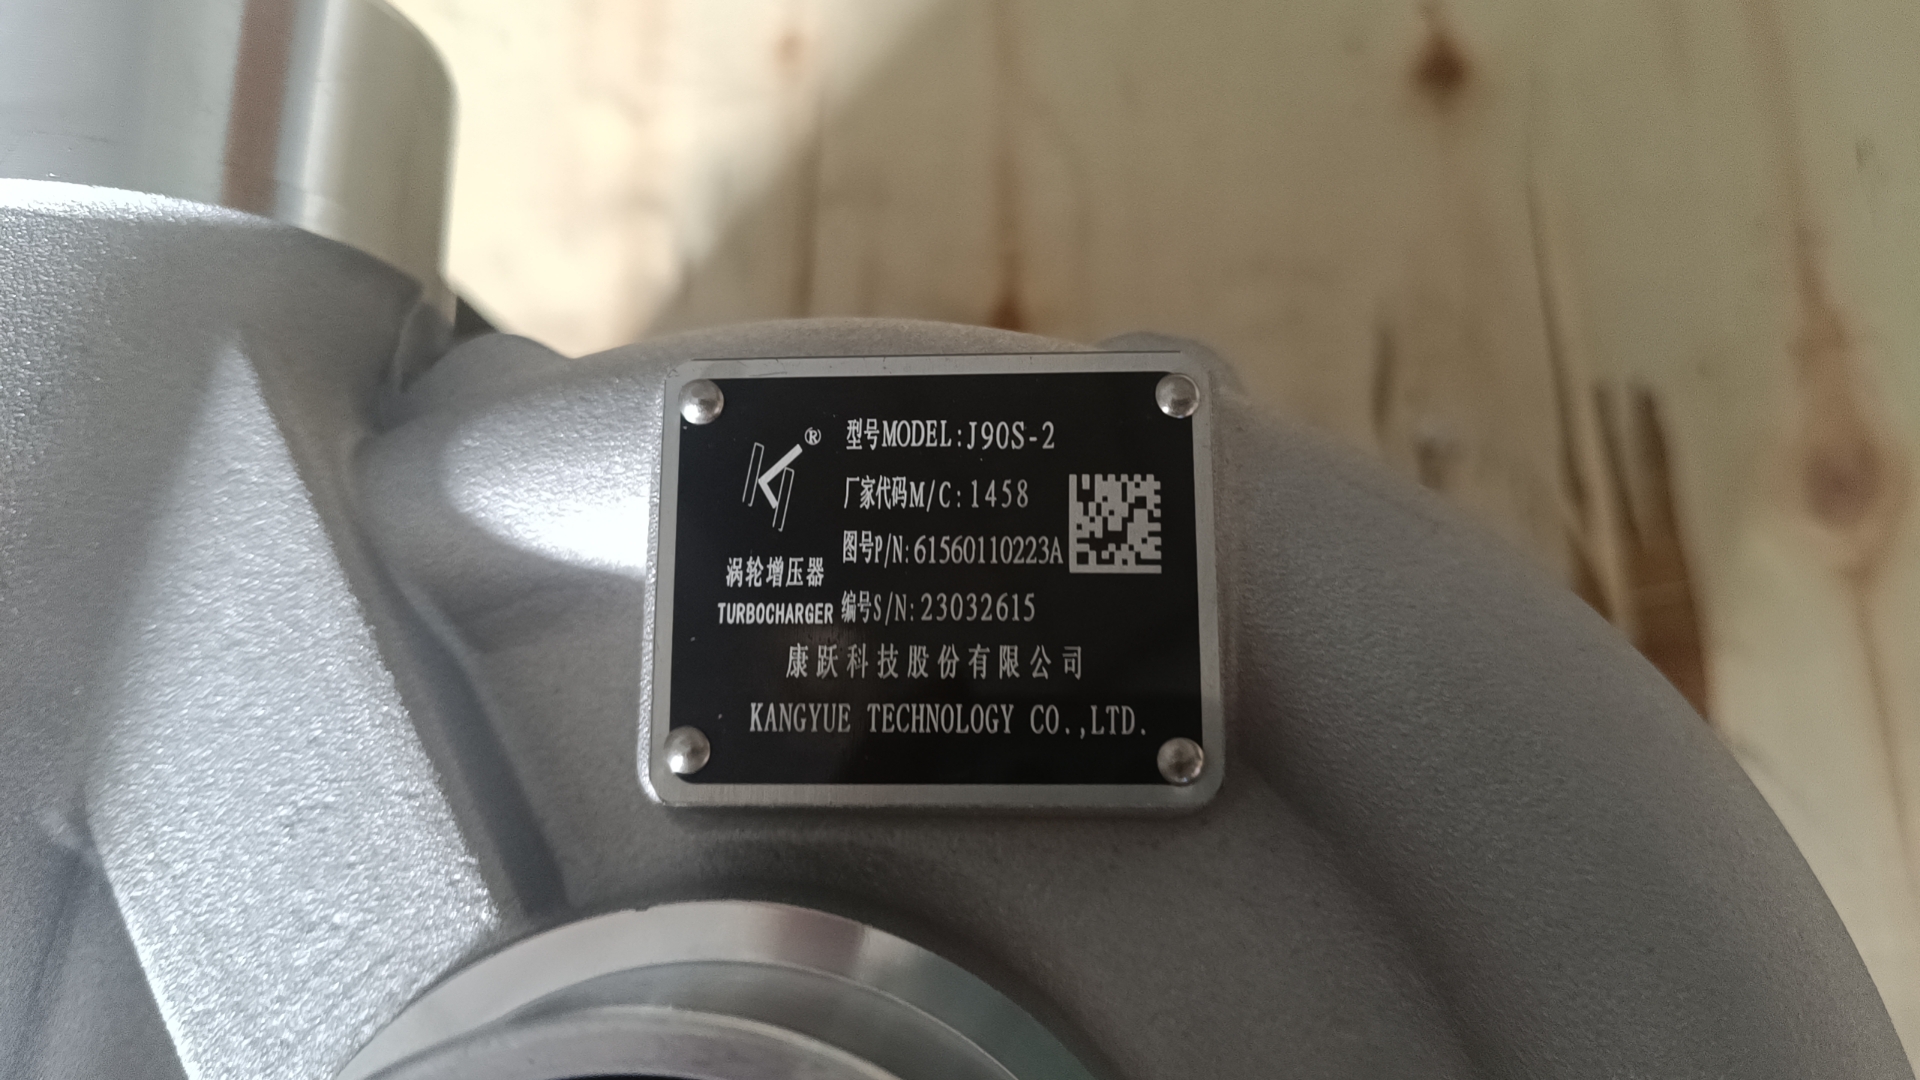 ®
型号MODEL:J90S-2
厂家代码M/C:1458
图号P/N:61560110223A
涡轮增压器
TURBOCHARGER
编号S/N:23032615
康跃科技股份有限公司
KANGYUE TECHNOLOGY CO.,LTD.